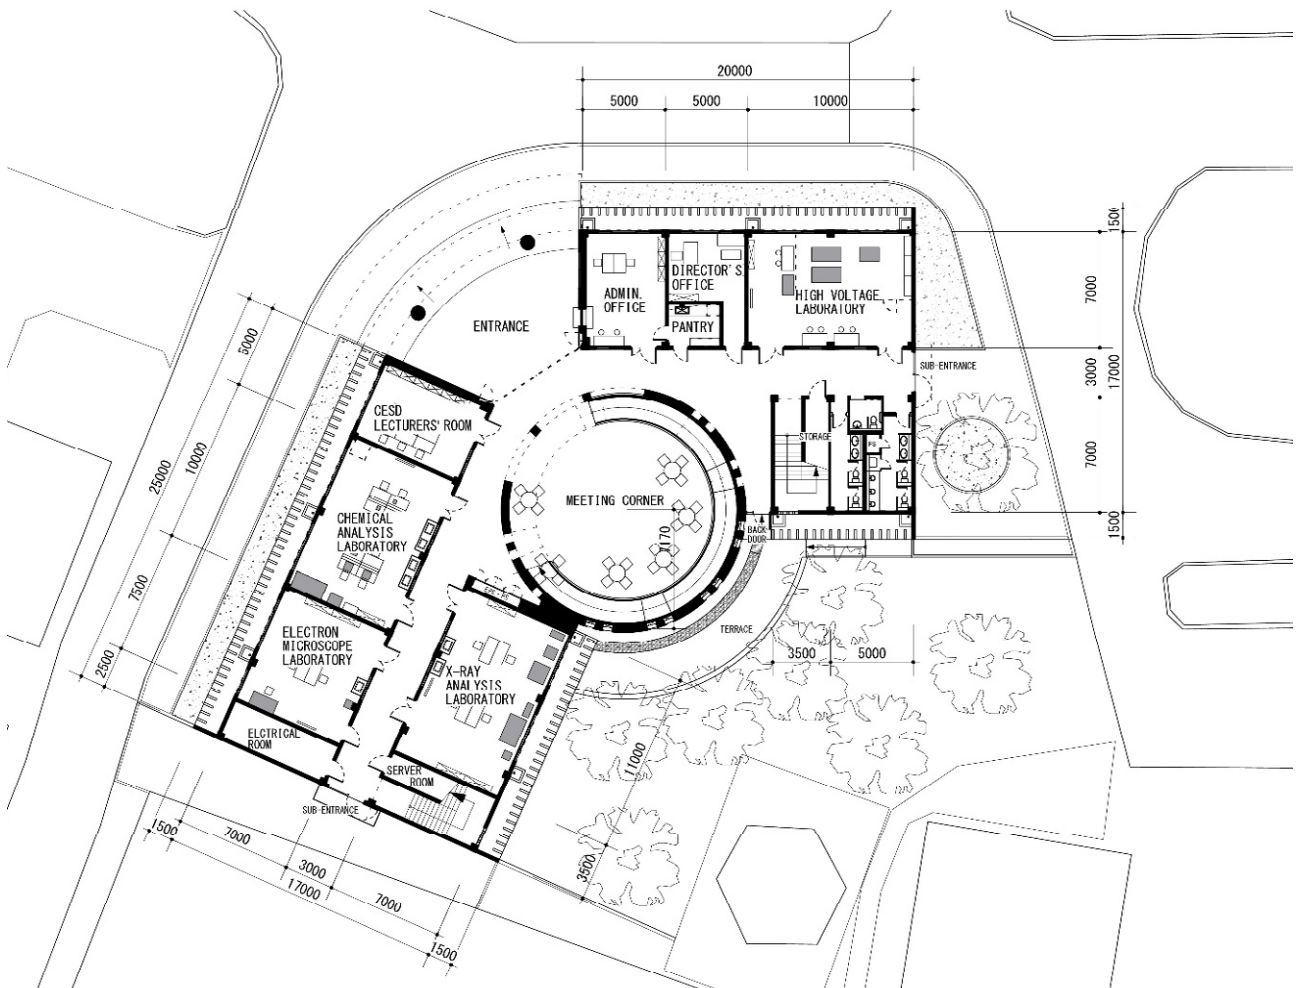 20000
5000
5000
10000
1500
7000
3000
17000
7000
1500
ADMIN.
OFFICE
DIRECTOR'S
OFFICE
PANTRY
HIGH VOLTAGE
LABORATORY
ENTRANCE
SUB-ENTRANCE
5000
10000
25000
7500
2500
CESD
LECTURERS' ROOM
STORAGE
PS
MEETING CORNER
7170
BACK
DOOR
CHEMICAL
ANALYSIS
LABORATORY
EPS
TERRACE
3500
5000
ELECTRON
MICROSCOPE
LABORATORY
X-RAY
ANALYSIS
LABORATORY
ELCTRICAL
ROOM
SERVER
ROOM
SUB-ENTRANCE
11000
3500
1500
7000
3000
17000
7000
1500